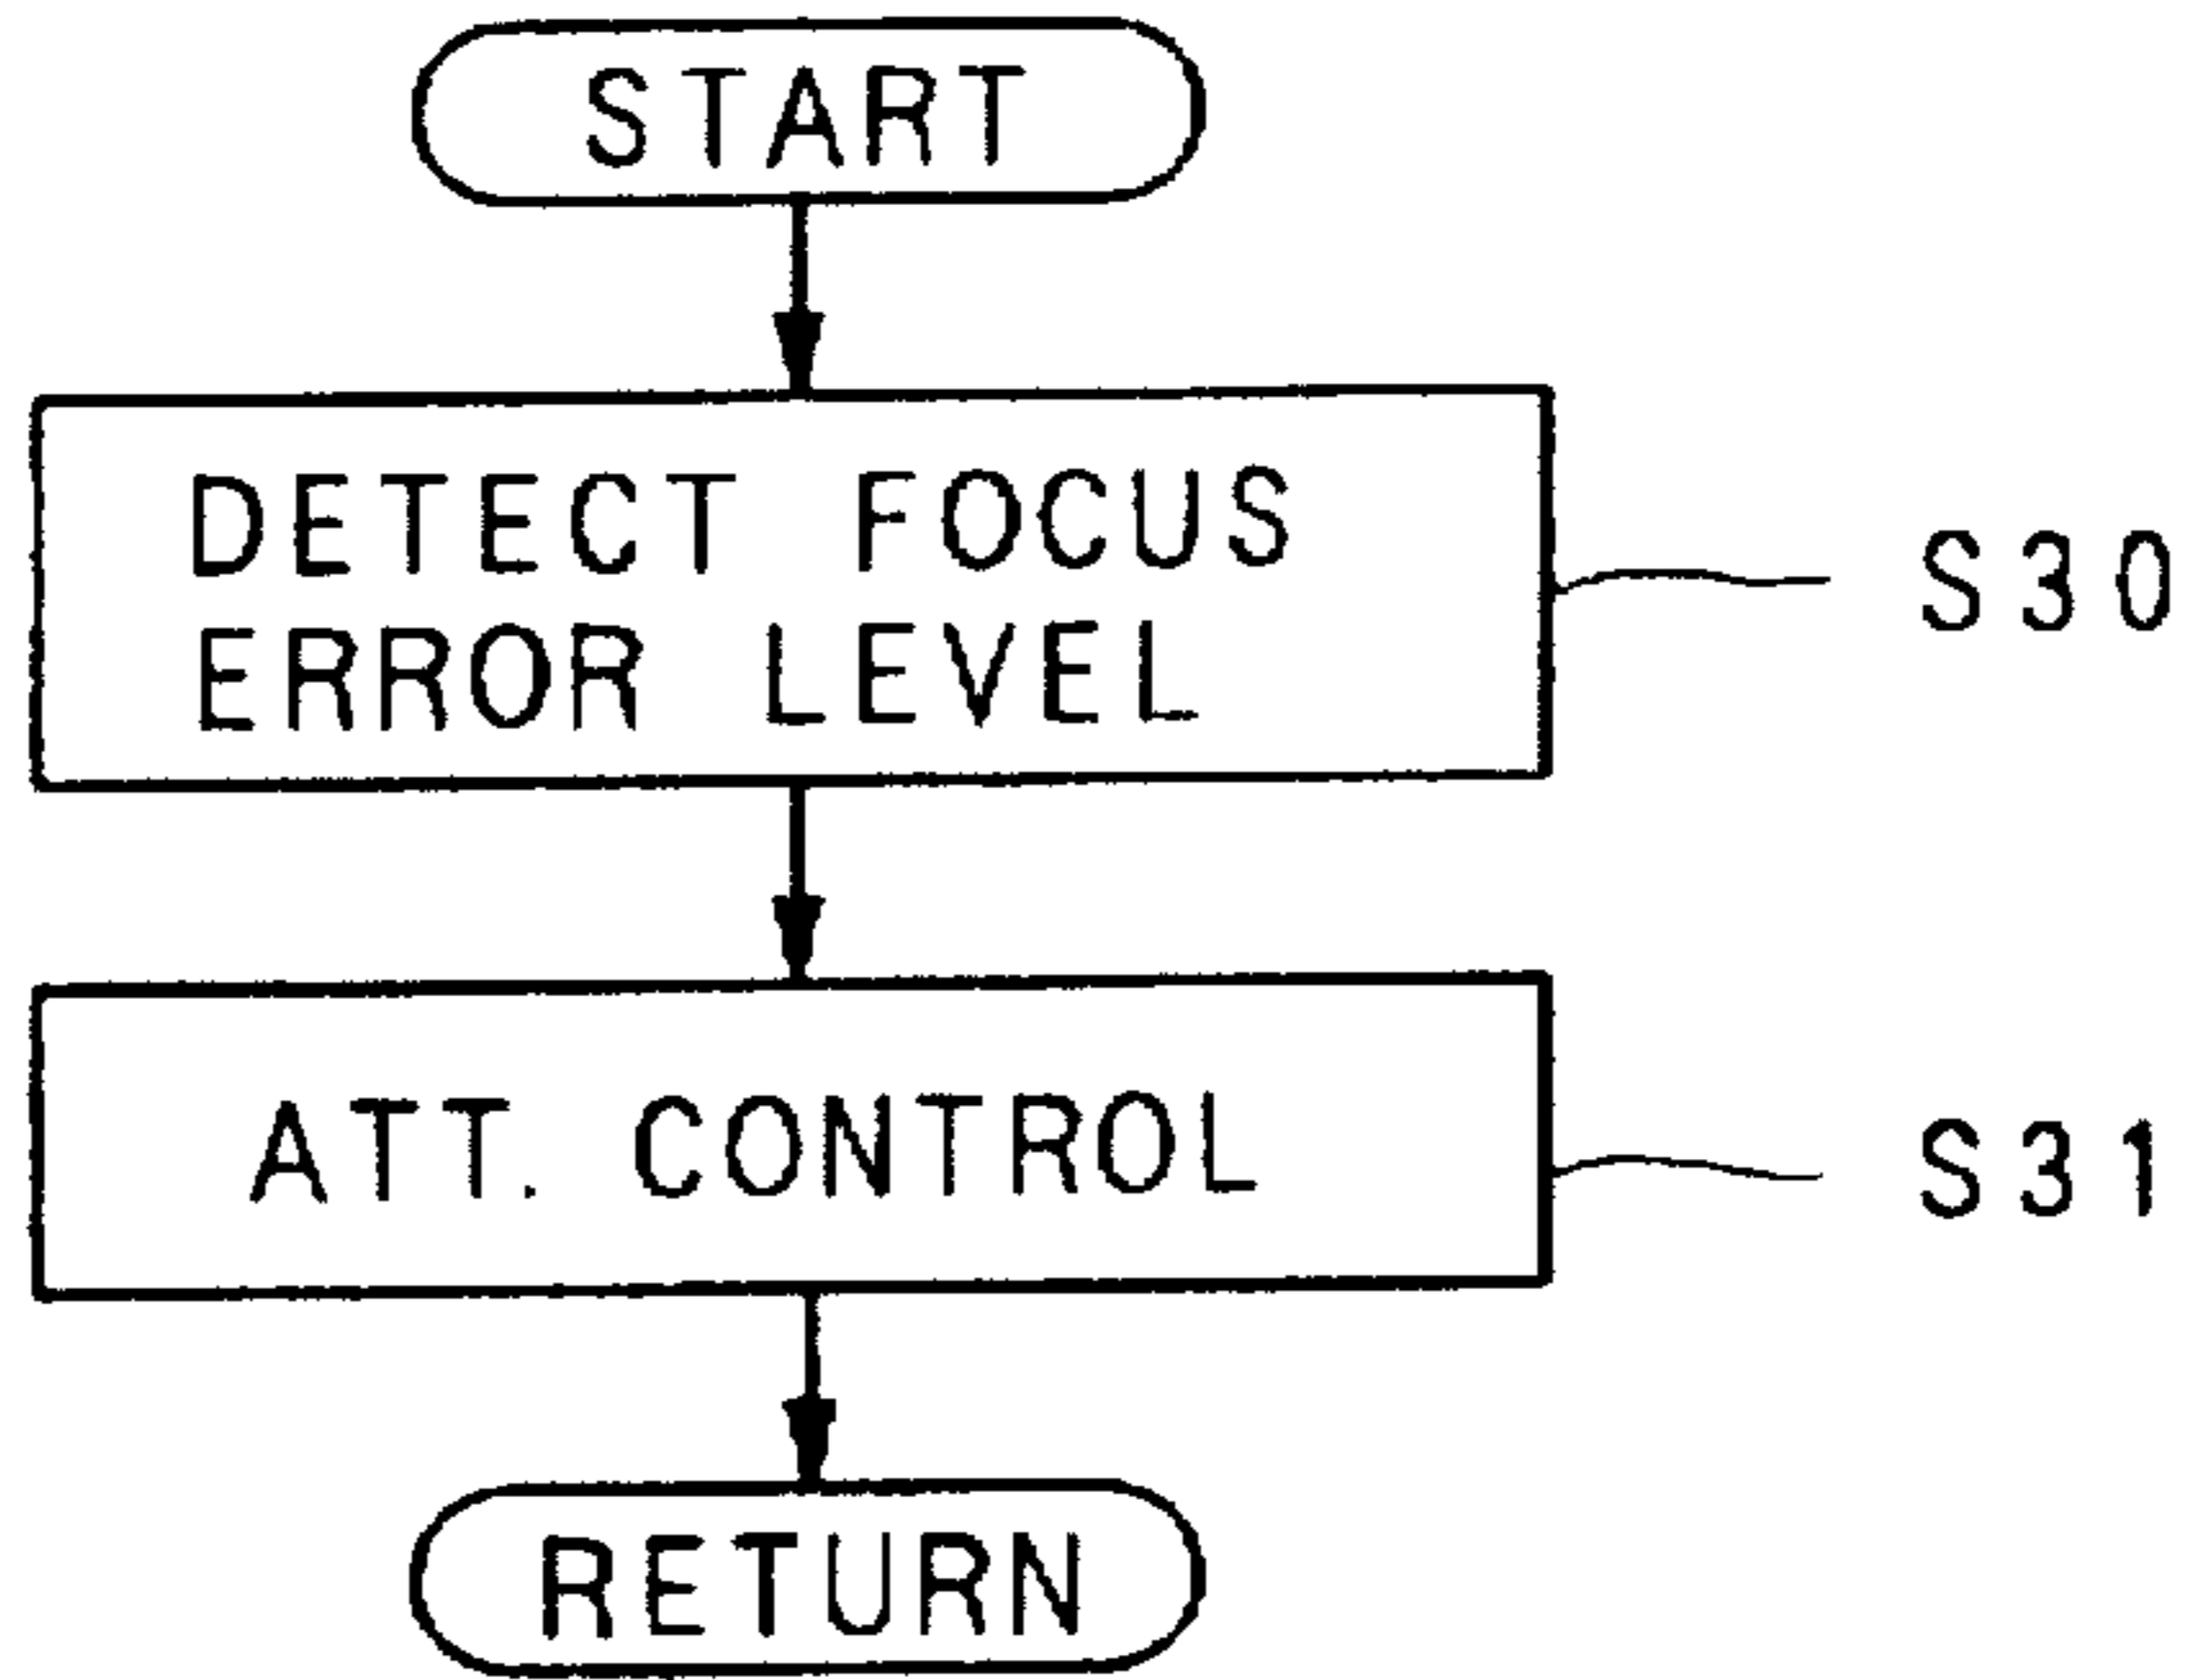 START
DETECT FOCUS
ERROR LEVEL
S30
ATT. CONTROL
S31
RETURN